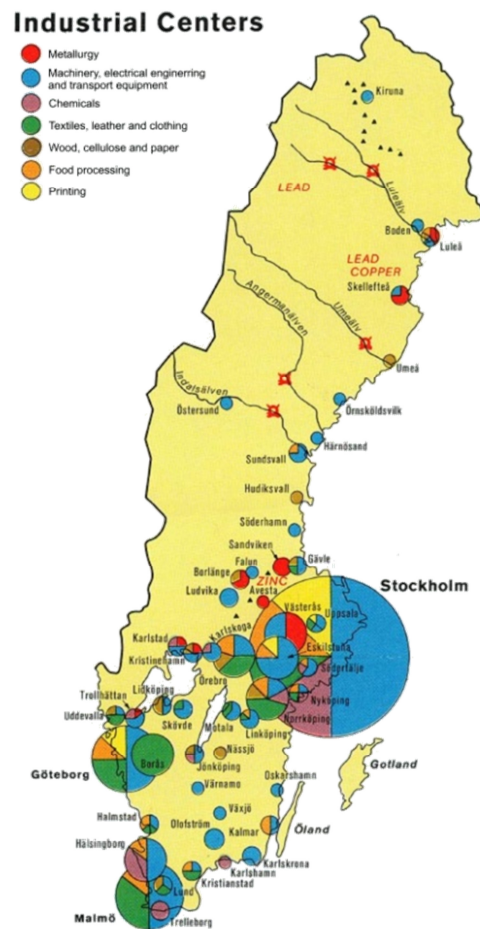 Industrial Centers
Metallurgy
Machinery, electrical enginerring
and transport equipment
Chemicals
Textiles, leather and clothing
Wood, cellulose and paper
Food processing
Printing
Kiruna
LEAD
Luleälv
Boden
Luleå
LEAD
COPPER
Skellefteå
Angermanälven
Umeälv
Umeå
Indalsälven
Östersund
Örnsköldsvilk
Härnösand
Sundsvall
Hudiksvall
Söderhamn
Sandviken
Gävle
Falun
Borlänge
ZINC
Avesta
Ludvika
Stockholm
Västerås
Uppsala
Karlskoga
Karlstad
Eskilstuna
Kristinehamn
Södertälje
Örebro
Lidköping
Trollhättan
Nyköping
Uddevalla
Norrköping
Skövde
Motala
Linköping
Göteborg
Borås
Nässjö
Jönköping
Gotland
Oskarshamn
Värnamo
Växjö
Halmstad
Olofström
Kalmar
Öland
Hälsingborg
Karlskrona
Karlshamn
Kristianstad
Lund
Malmö
Trelleborg